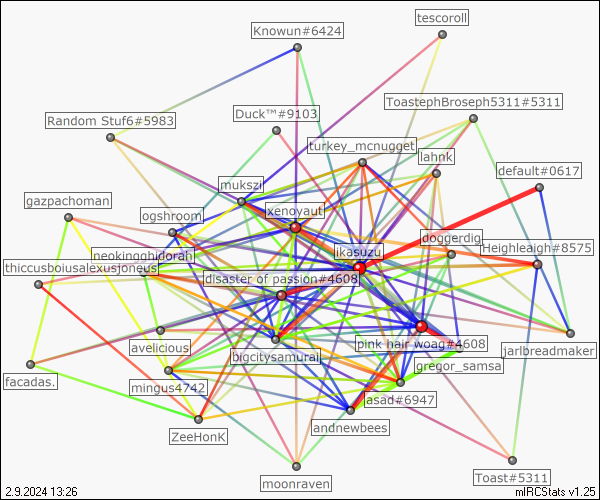 tescoroll
Knowun#6424
ToastephBroseph5311#5311
Duck™#9103
Random Stuf6#5983
turkey_mcnugget
lahnk
default#0617
mukszi
gazpachoman
xenoyaut
ogshroom
doggerdig
Heighleigh#8575
ikasuzu
neokingghidorah
thiccusboiusalexusjoneus
disaster of passion#4608
avelicious
pink hair woag#4608
jarlbreadmaker
bigcitysamurai
gregor_samsa
facadas.
mingus4742
asad#6947
andnewbees
ZeeHonK
Toast#5311
moonraven
2.9.2024 13:26
mIRCStats v1.25